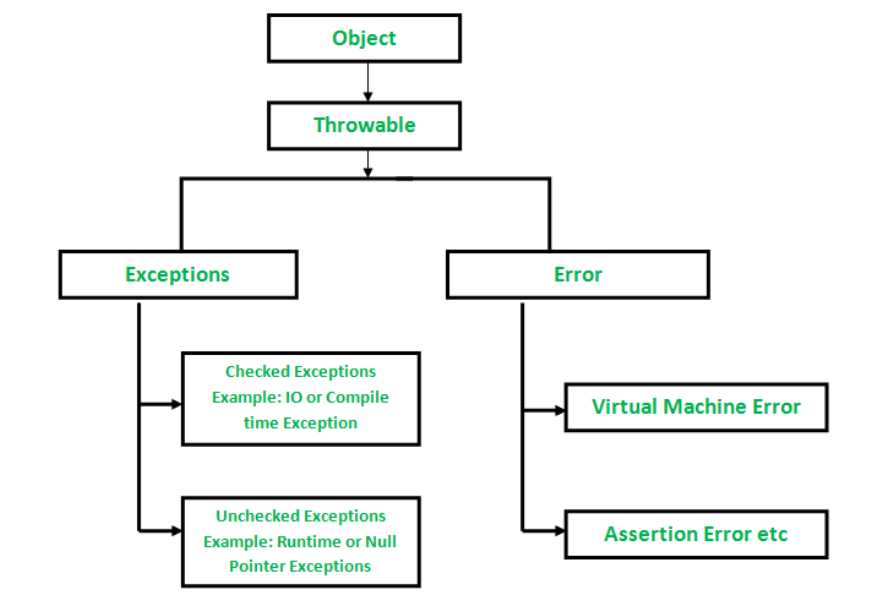 Object
Throwable
Exceptions
Error
Checked Exceptions
Example: IO or Compile
time Exception
Virtual Machine Error
Unchecked Exceptions
Example: Runtime or Null
Pointer Exceptions
Assertion Error etc